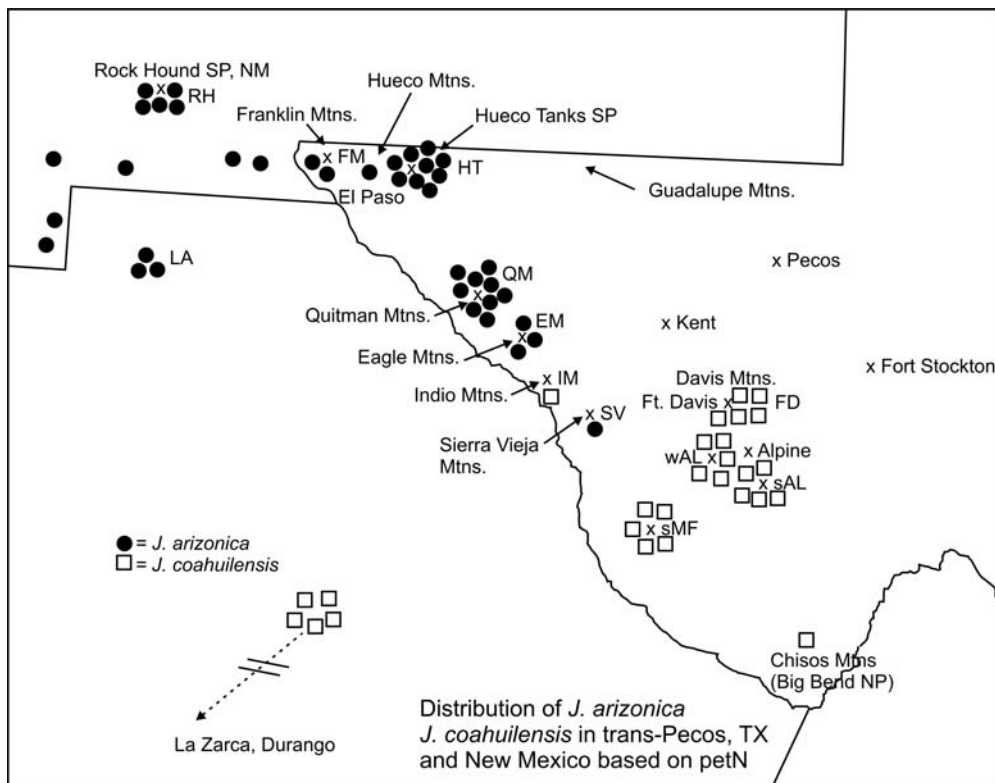 Rock Hound SP, NM
x
RH
Hueco Mtns.
Franklin Mtns.
Hueco Tanks SP
x FM
x
HT
El Paso
Guadalupe Mtns.
LA
x Pecos
QM
x
Quitman Mtns.
x Kent
EM
x
Eagle Mtns.
x Fort Stockton
x IM
Indio Mtns.
Davis Mtns.
Ft. Davis x
FD
x SV
Sierra Vieja
Mtns.
x Alpine
wAL x
x sAL
x sMF
= J. arizonica
= J. coahuilensis
Chisos Mtns
(Big Bend NP)
La Zarca, Durango
Distribution of J. arizonica
J. coahuilensis in trans-Pecos, TX
and New Mexico based on petN